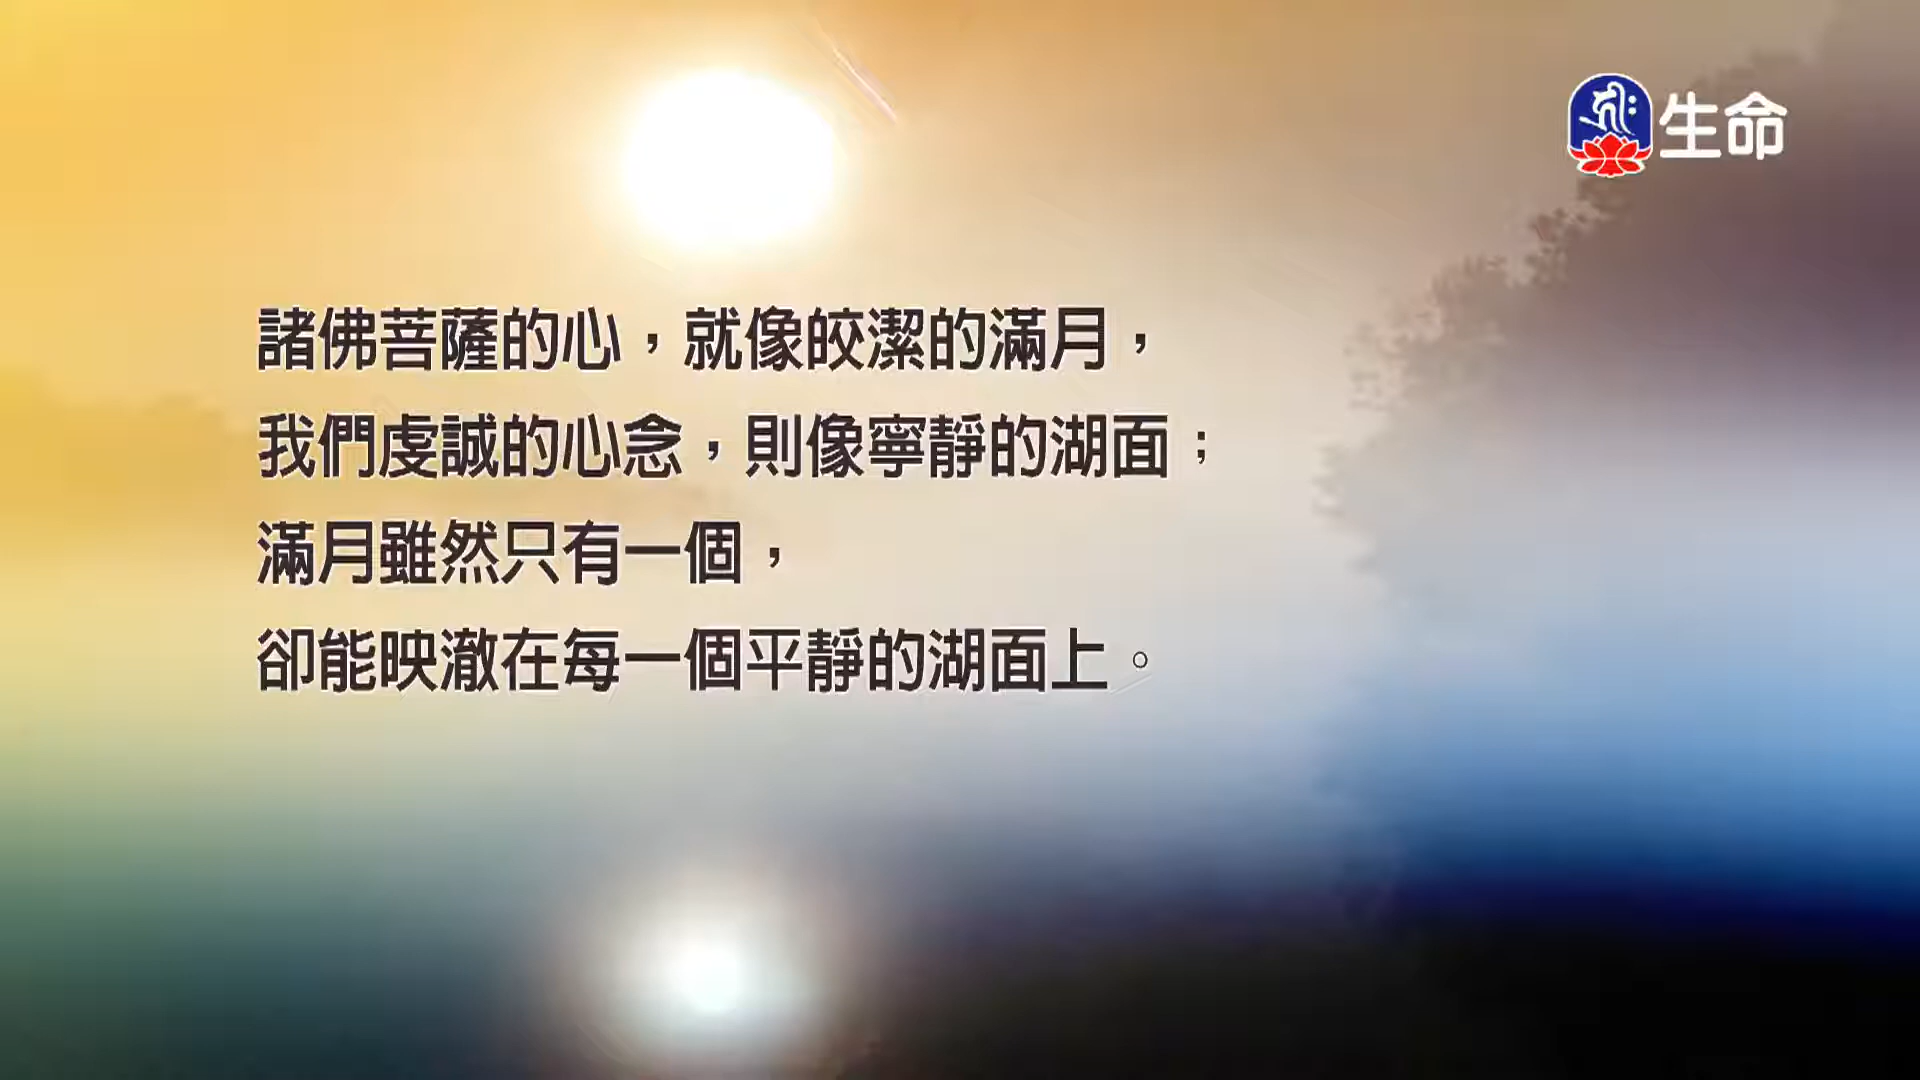 生命
諸佛菩薩的心，就像皎潔的滿月，
我們虔誠的心念，則像寧靜的湖面；
滿月雖然只有一個，
卻能映澈在每一個平靜的湖面上。